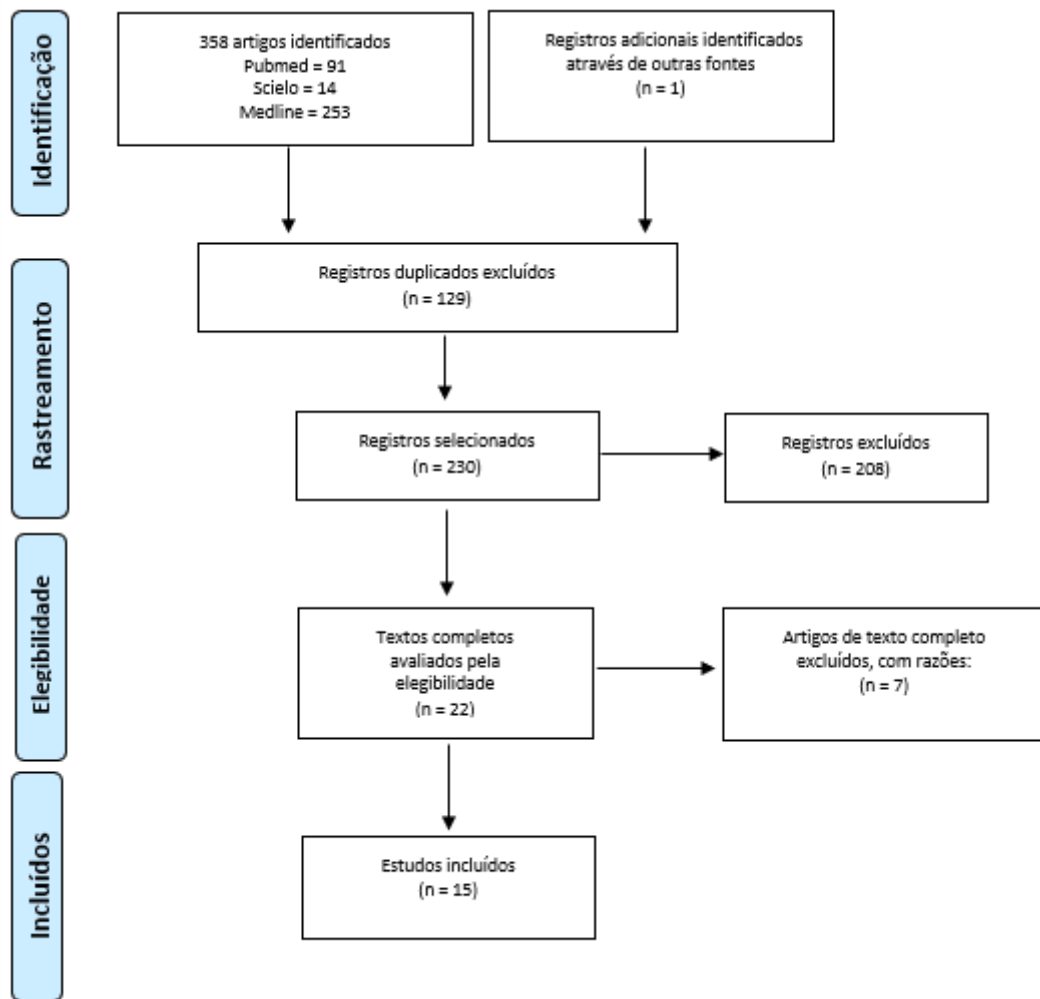 Identificação
358 artigos identificados
Pubmed = 91
Scielo = 14
Medline = 253
Registros adicionais identificados
através de outras fontes
(n = 1)
Rastreamento
Registros duplicados excluídos
(n = 129)
Registros selecionados
(n = 230)
Registros excluídos
(n = 208)
Elegibilidade
Textos completos
avaliados pela
elegibilidade
(n = 22)
Artigos de texto completo
excluídos, com razões:
(n = 7)
Incluídos
Estudos incluídos
(n = 15)